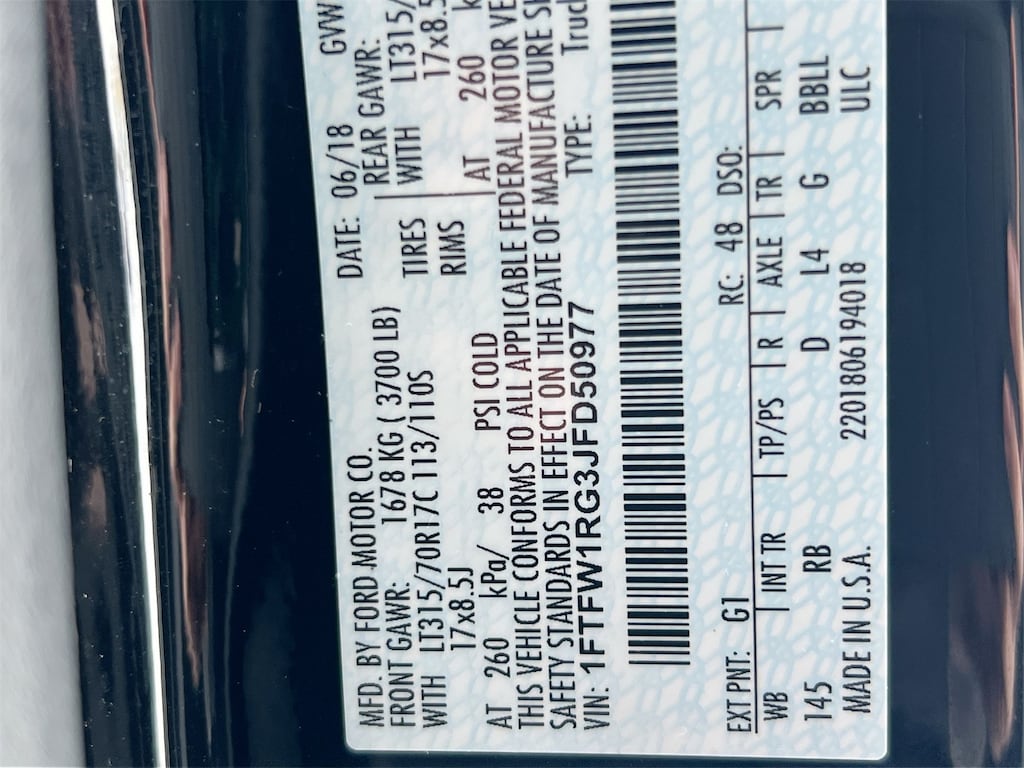 MFD. BY FORD MOTOR CO. DATE: 06/18 GVW
FRONT GAWR: 1678 KG ( 3700 LB) REAR GAWR:
WITH LT315/70R17C 113/110S TIRES WITH LT315/
17x8.5J RIMS 17x8.5
AT 260 kPa/ 38 PSI COLD AT 260
THIS VEHICLE CONFORMS TO ALL APPLICABLE FEDERAL MOTOR VE
SAFETY STANDARDS IN EFFECT ON THE DATE OF MANUFACTURE
VIN: 1FTFW1RG3JFD50977 TYPE: Truc
EXT PNT: G1 RC: 48 DSO:
WB INT TR TP/PS R AXLE TR SPR
145 RB D L4 G BBLL
MADE IN U.S.A. 2201806194018 ULC